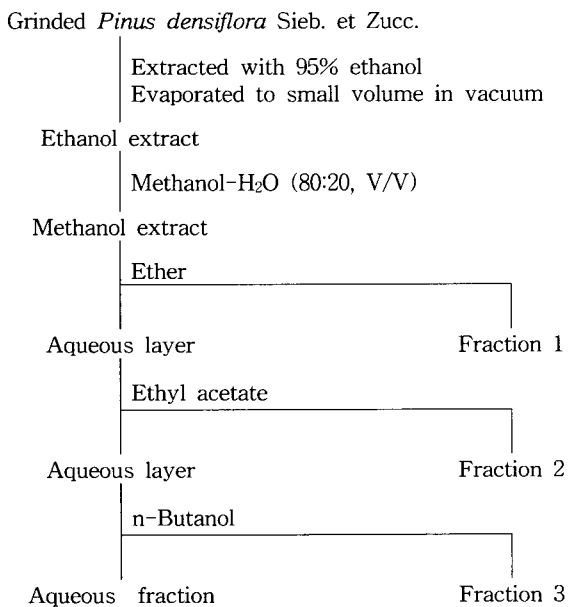 Grinded Pinus densiflora Sieb. et Zucc.
Extracted with 95% ethanol
Evaporated to small volume in vacuum
Ethanol extract
Methanol-H₂O (80:20, V/V)
Methanol extract
Ether
Aqueous layer Fraction 1
Ethyl acetate
Aqueous layer Fraction 2
n-Butanol
Aqueous fraction Fraction 3